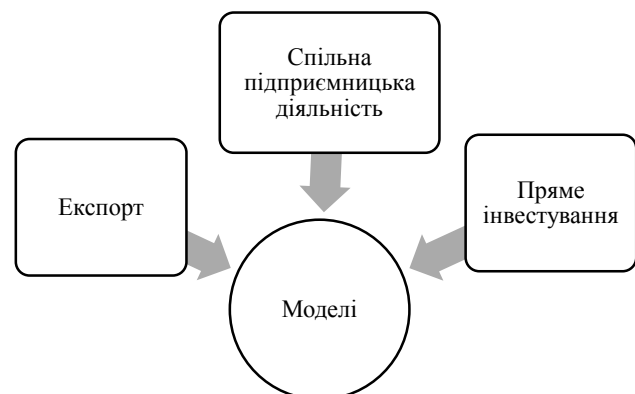 Спільна
підприємницька
діяльність
Експорт
Пряме
інвестування
Моделі